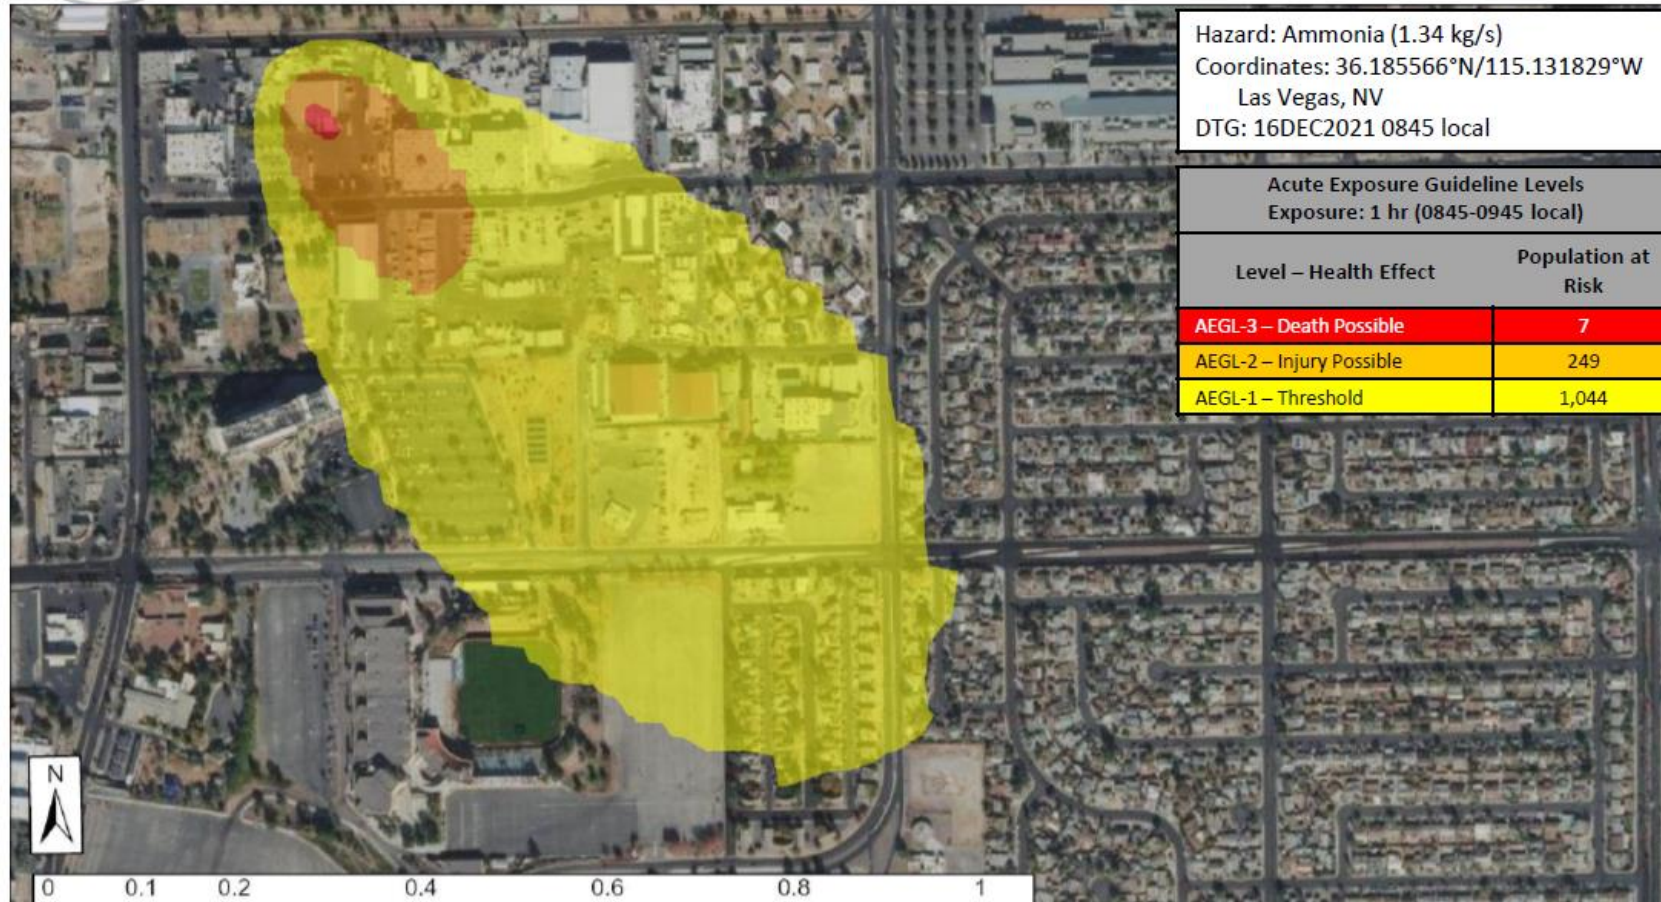 Hazard: Ammonia (1.34 kg/s)
Coordinates: 36.185566°N/115.131829°W
Las Vegas, NV
DTG: 16DEC2021 0845 local
Acute Exposure Guideline Levels
Exposure: 1 hr (0845-0945 local)
Level – Health Effect
Population at
Risk
AEGL-3 – Death Possible 7
AEGL-2 – Injury Possible 249
AEGL-1 – Threshold 1,044
N
0 0.1 0.2 0.4 0.6 0.8 1